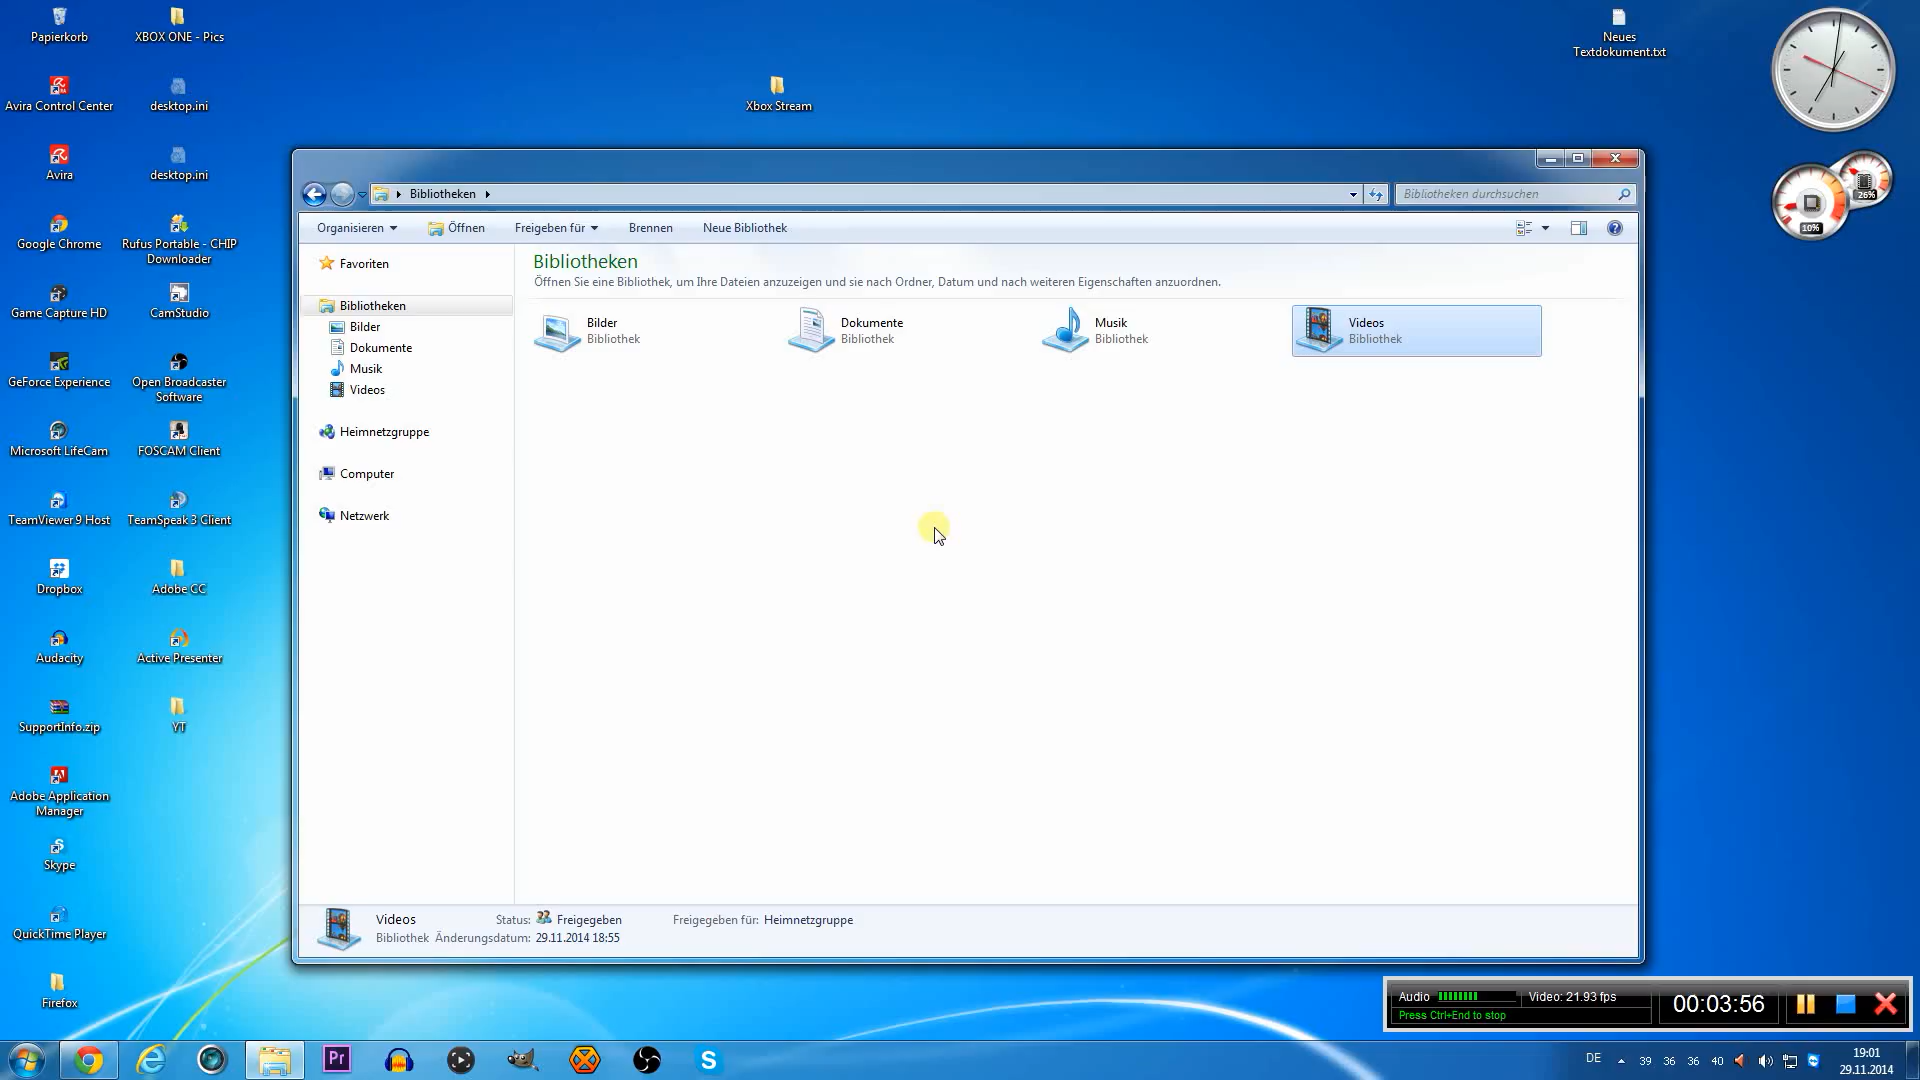 Papierkorb
XBOX ONE - Pics
Xbox Stream
Neues
Textdokument.txt
Avira Control Center
desktop.ini
Avira
desktop.ini
Google Chrome
Rufus Portable - CHIP
Downloader
Game Capture HD
CamStudio
GeForce Experience
Open Broadcaster
Software
Microsoft LifeCam
FOSCAM Client
TeamViewer 9 Host
TeamSpeak 3 Client
Dropbox
Adobe CC
Audacity
Active Presenter
SupportInfo.zip
YT
Adobe Application
Manager
Skype
QuickTime Player
Firefox
26%
10%
Bibliotheken
Bibliotheken durchsuchen
Organisieren
Öffnen
Freigeben für
Brennen
Neue Bibliothek
Favoriten
Bibliotheken
Bilder
Dokumente
Musik
Videos
Heimnetzgruppe
Computer
Netzwerk
Bibliotheken
Öffnen Sie eine Bibliothek, um Ihre Dateien anzuzeigen und sie nach Ordner, Datum und nach weiteren Eigenschaften anzuordnen.
Bilder
Bibliothek
Dokumente
Bibliothek
Musik
Bibliothek
Videos
Bibliothek
Videos Status: Freigegeben Freigegeben für: Heimnetzgruppe
Bibliothek Änderungsdatum: 29.11.2014 18:55
Audio Video: 21.93 fps
Press Ctrl+End to stop
00:03:56
Pr
DE 39 36 36 40
19:01
29.11.2014